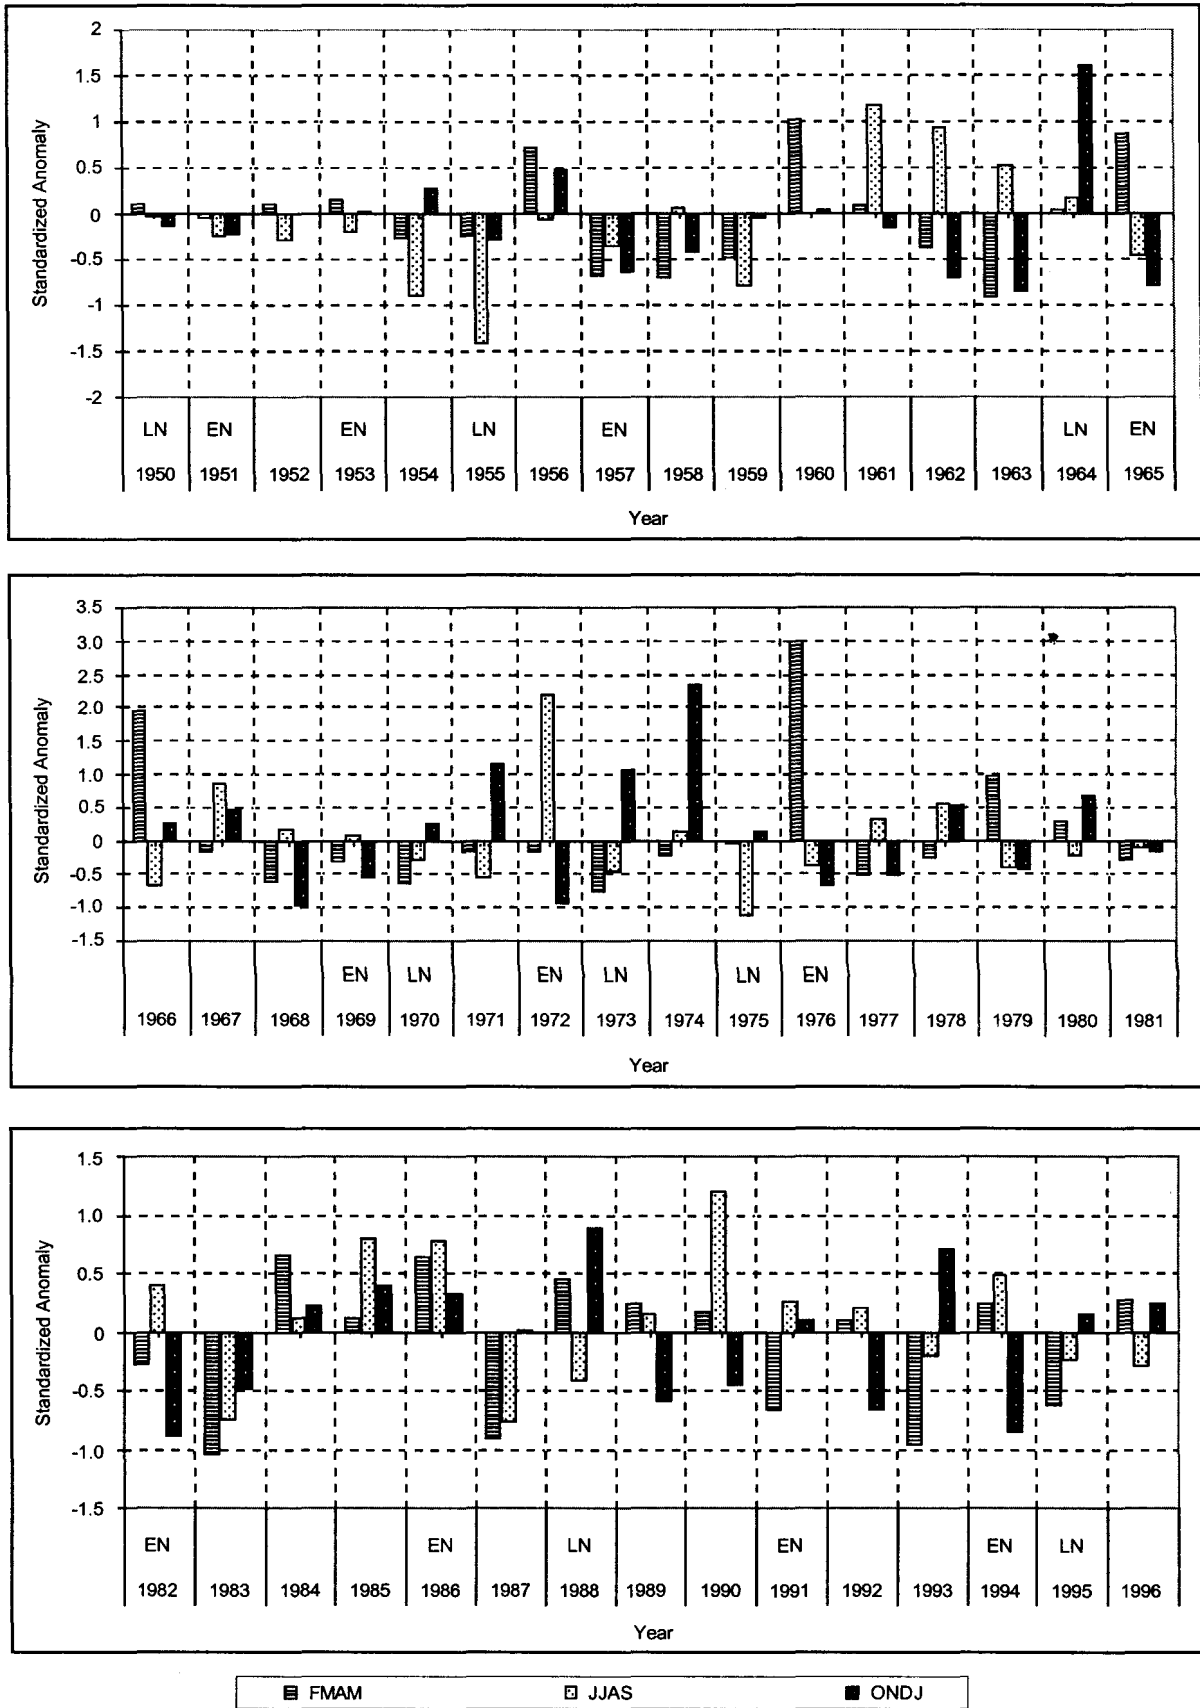 2
1.5
1
0.5
0
-0.5
-1
-1.5
-2
Standardized Anomaly
LN EN EN LN EN LN EN
1950 1951 1952 1953 1954 1955 1956 1957 1958 1959 1960 1961 1962 1963 1964 1965
Year
3.5
3.0
2.5
2.0
1.5
1.0
0.5
0
-0.5
-1.0
-1.5
Standardized Anomaly
EN LN EN LN LN EN
1966 1967 1968 1969 1970 1971 1972 1973 1974 1975 1976 1977 1978 1979 1980 1981
Year
1.5
1.0
0.5
0
-0.5
-1.0
-1.5
Standardized Anomaly
EN EN LN EN EN LN
1982 1983 1984 1985 1986 1987 1988 1989 1990 1991 1992 1993 1994 1995 1996
Year
FMAM JJAS ONDJ